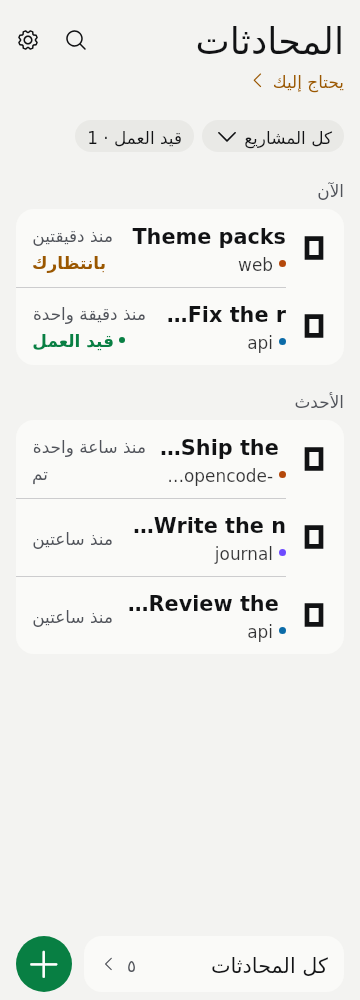 المحادثات
يحتاج إليك
كل المشاريع
قيد العمل · 1
الآن
Theme packs
منذ دقيقتين
web
بانتظارك
Fix the r…
منذ دقيقة واحدة
api
قيد العمل
الأحدث
Ship the…
منذ ساعة واحدة
opencode-…
تم
Write the n…
منذ ساعتين
journal
Review the…
منذ ساعتين
api
كل المحادثات
٥